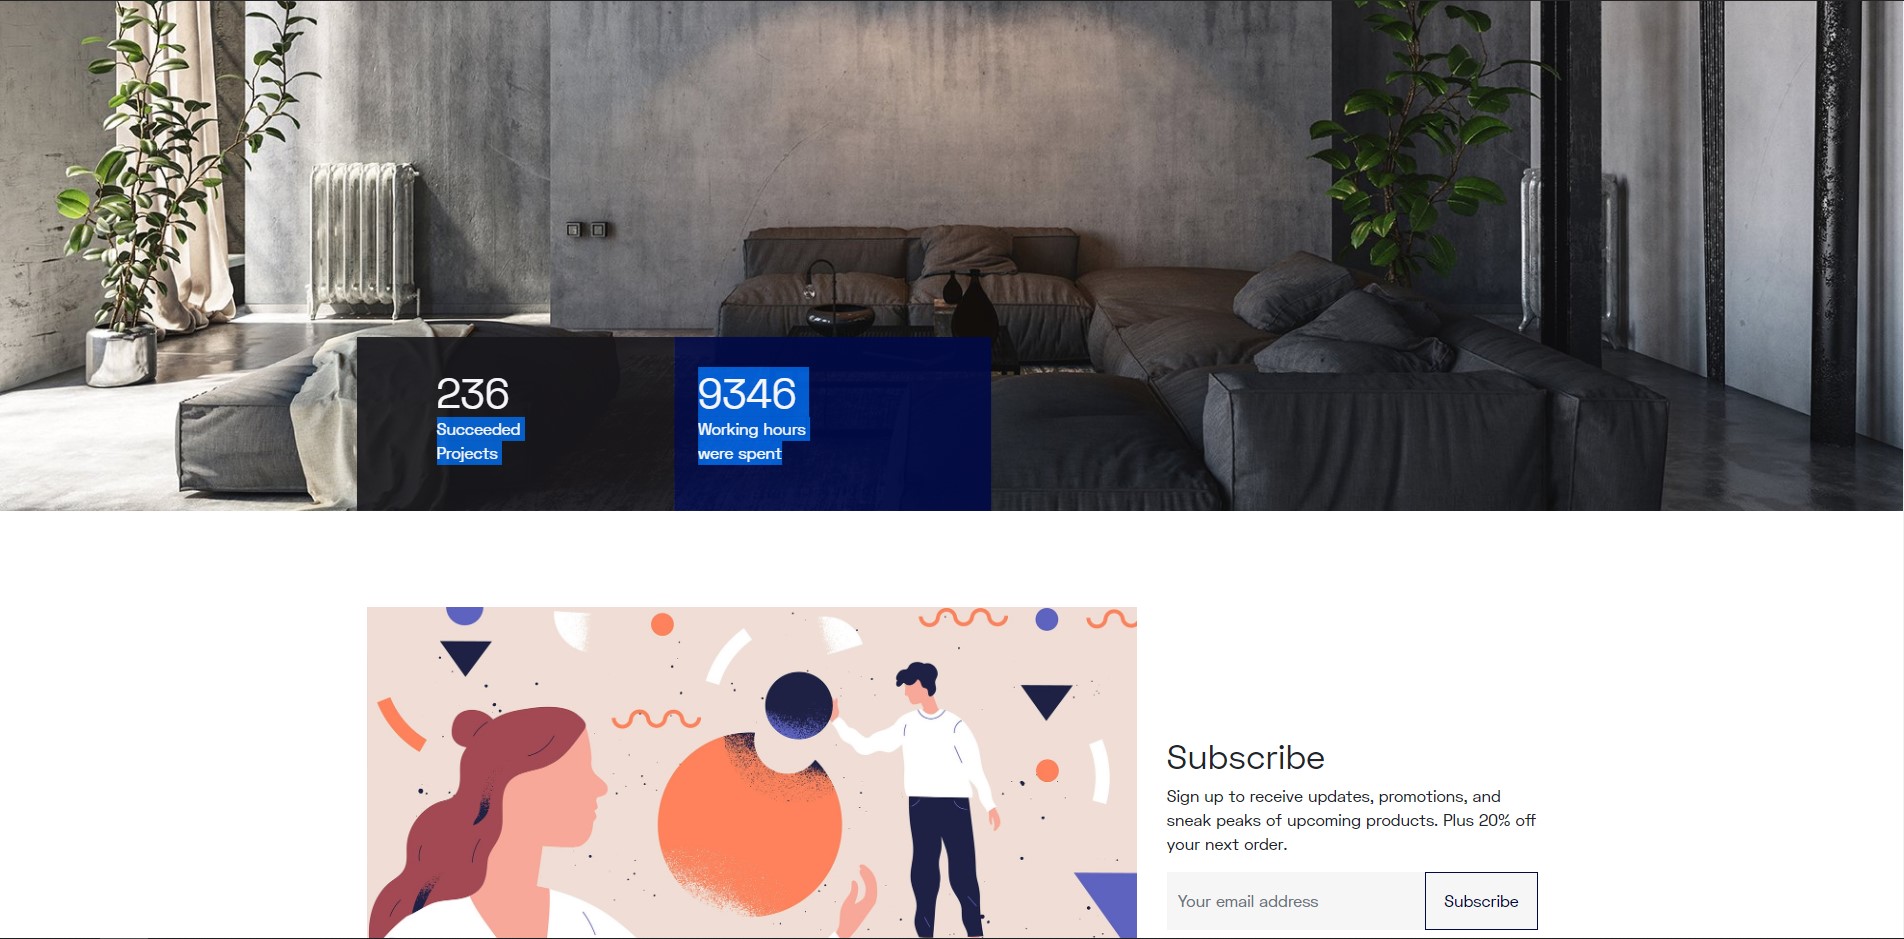 236
Succeeded
Projects
9346
Working hours
were spent
Subscribe
Sign up to receive updates, promotions, and
sneak peaks of upcoming products. Plus 20% off
your next order.
Your email address
Subscribe